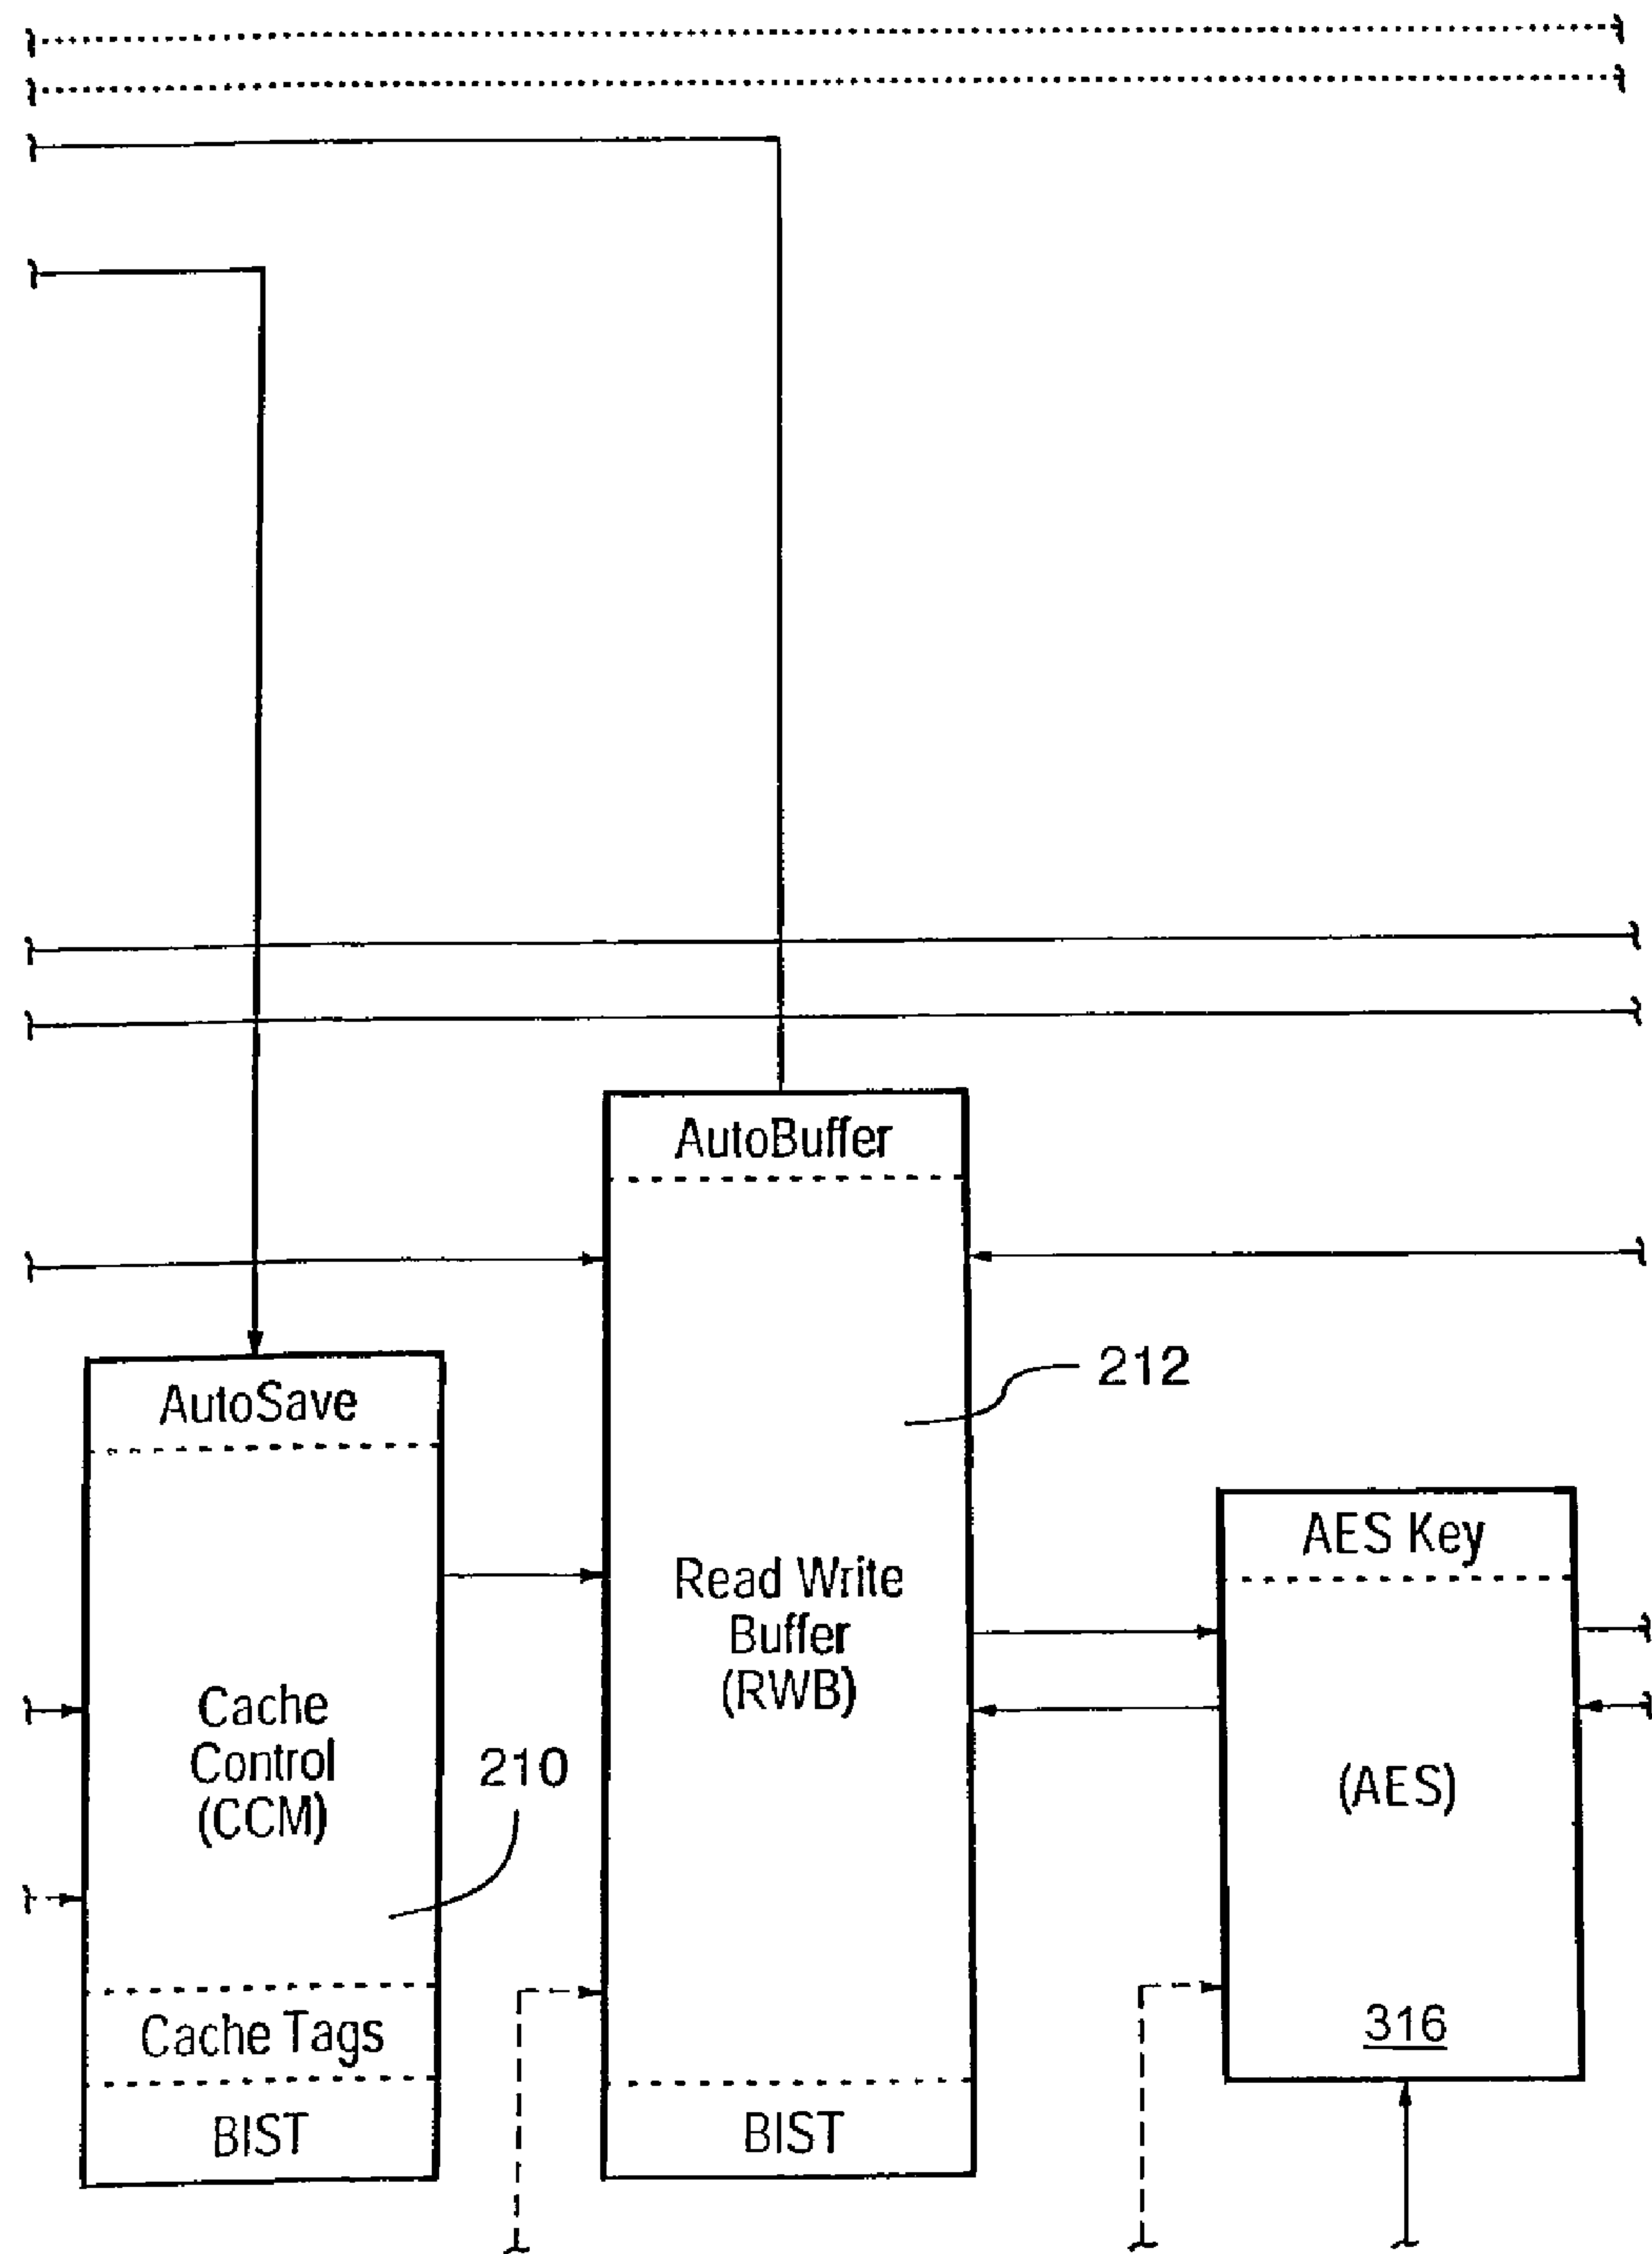 AutoBuffer
212
AutoSave
Read Write
Buffer
(RWB)
AES Key
Cache
Control
(CCM)
210
(AES)
316
Cache Tags
BIST
BIST